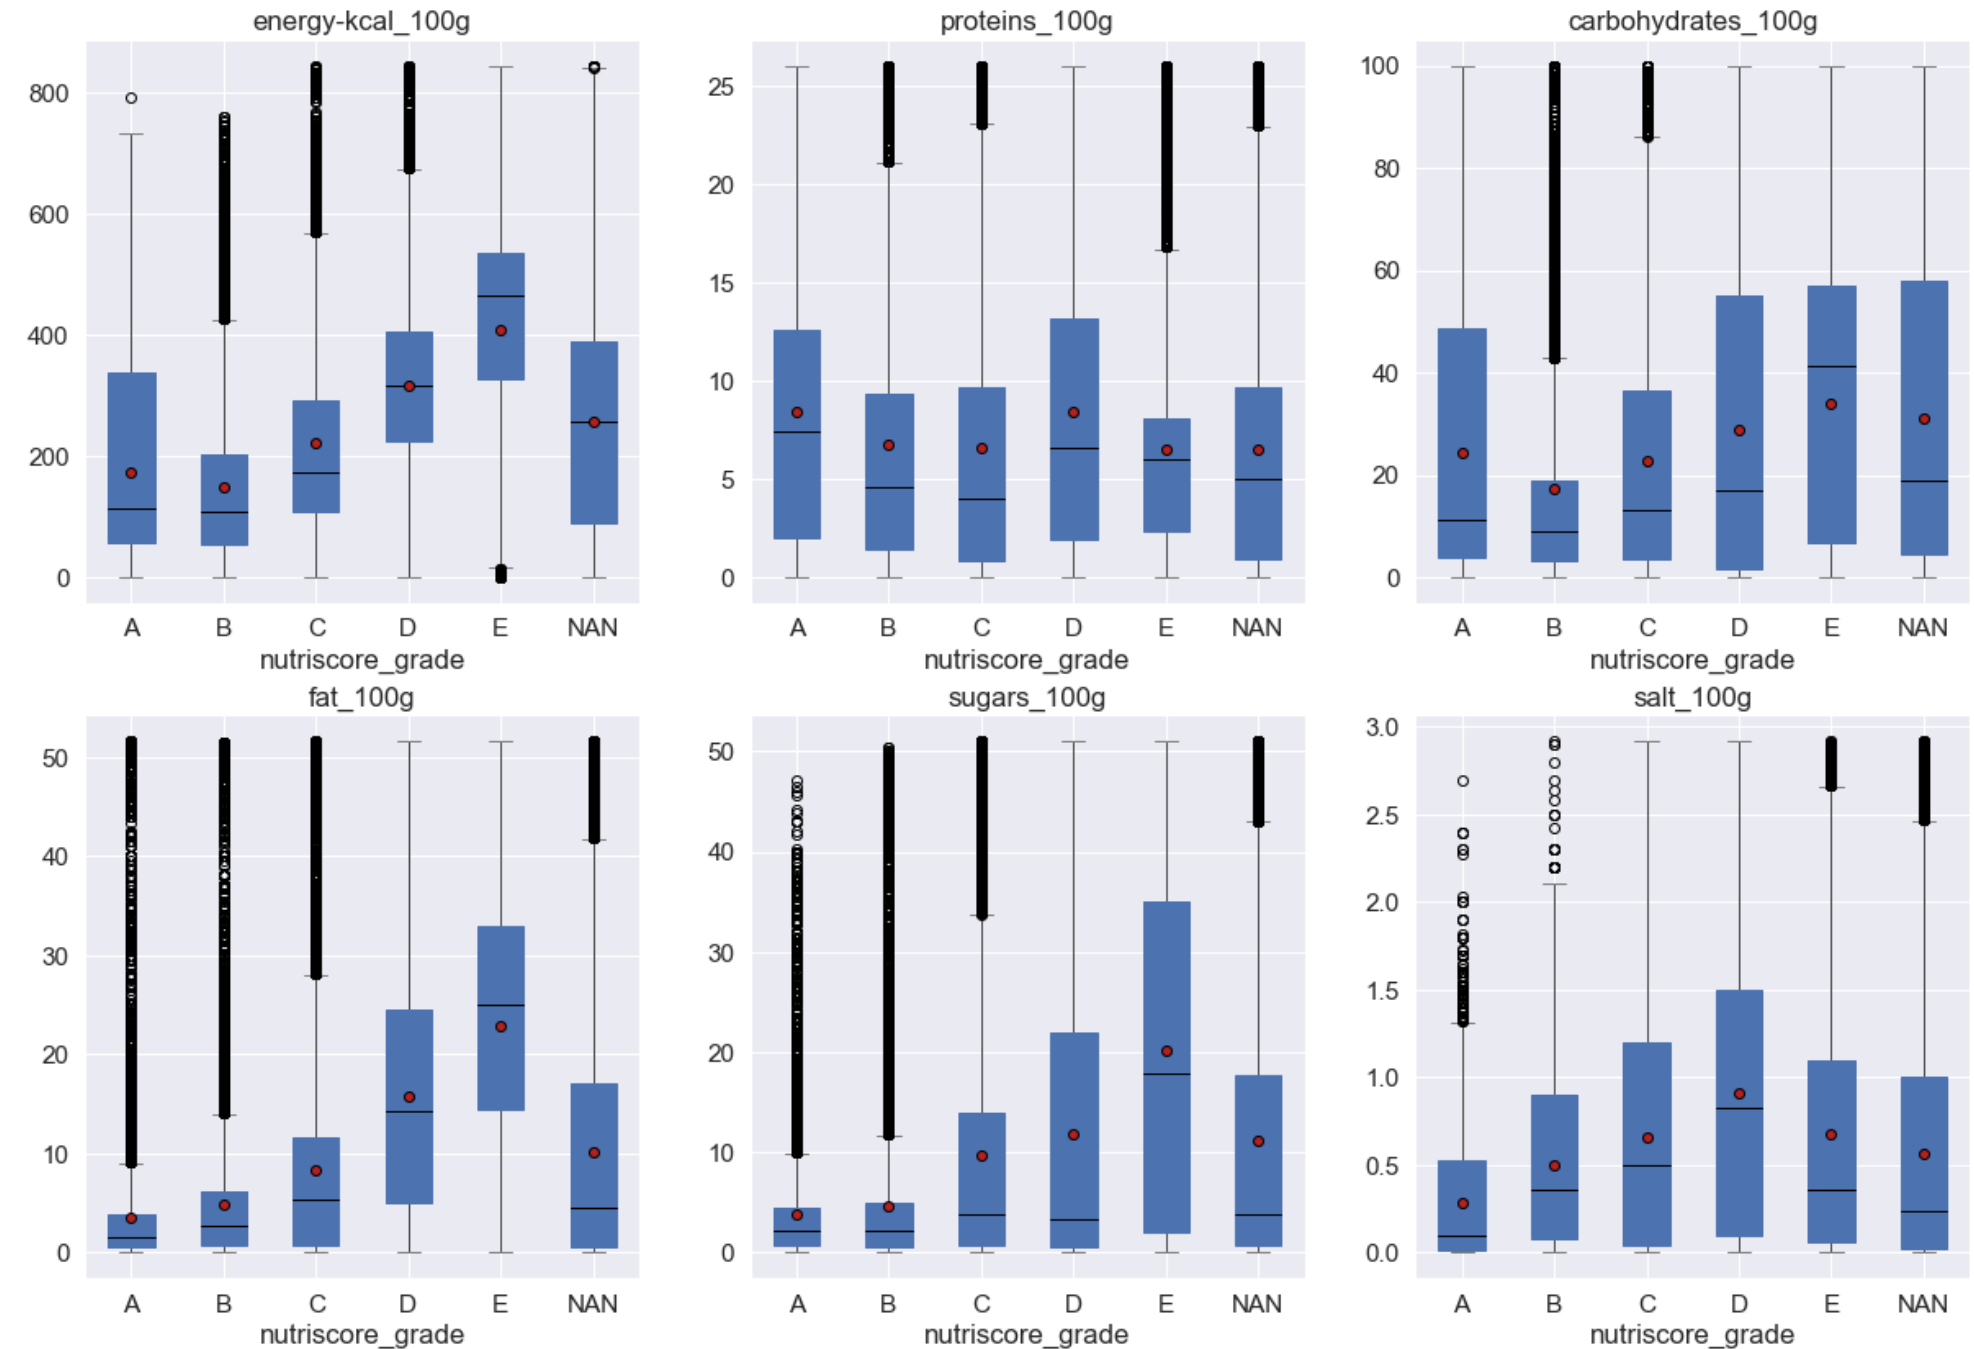 energy-kcal_100g
800
600
400
200
0
A B C D E NAN
nutriscore_grade
proteins_100g
25
20
15
10
5
0
A B C D E NAN
nutriscore_grade
carbohydrates_100g
100
80
60
40
20
0
A B C D E NAN
nutriscore_grade
fat_100g
50
40
30
20
10
0
A B C D E NAN
nutriscore_grade
sugars_100g
50
40
30
20
10
0
A B C D E NAN
nutriscore_grade
salt_100g
3.0
2.5
2.0
1.5
1.0
0.5
0.0
A B C D E NAN
nutriscore_grade